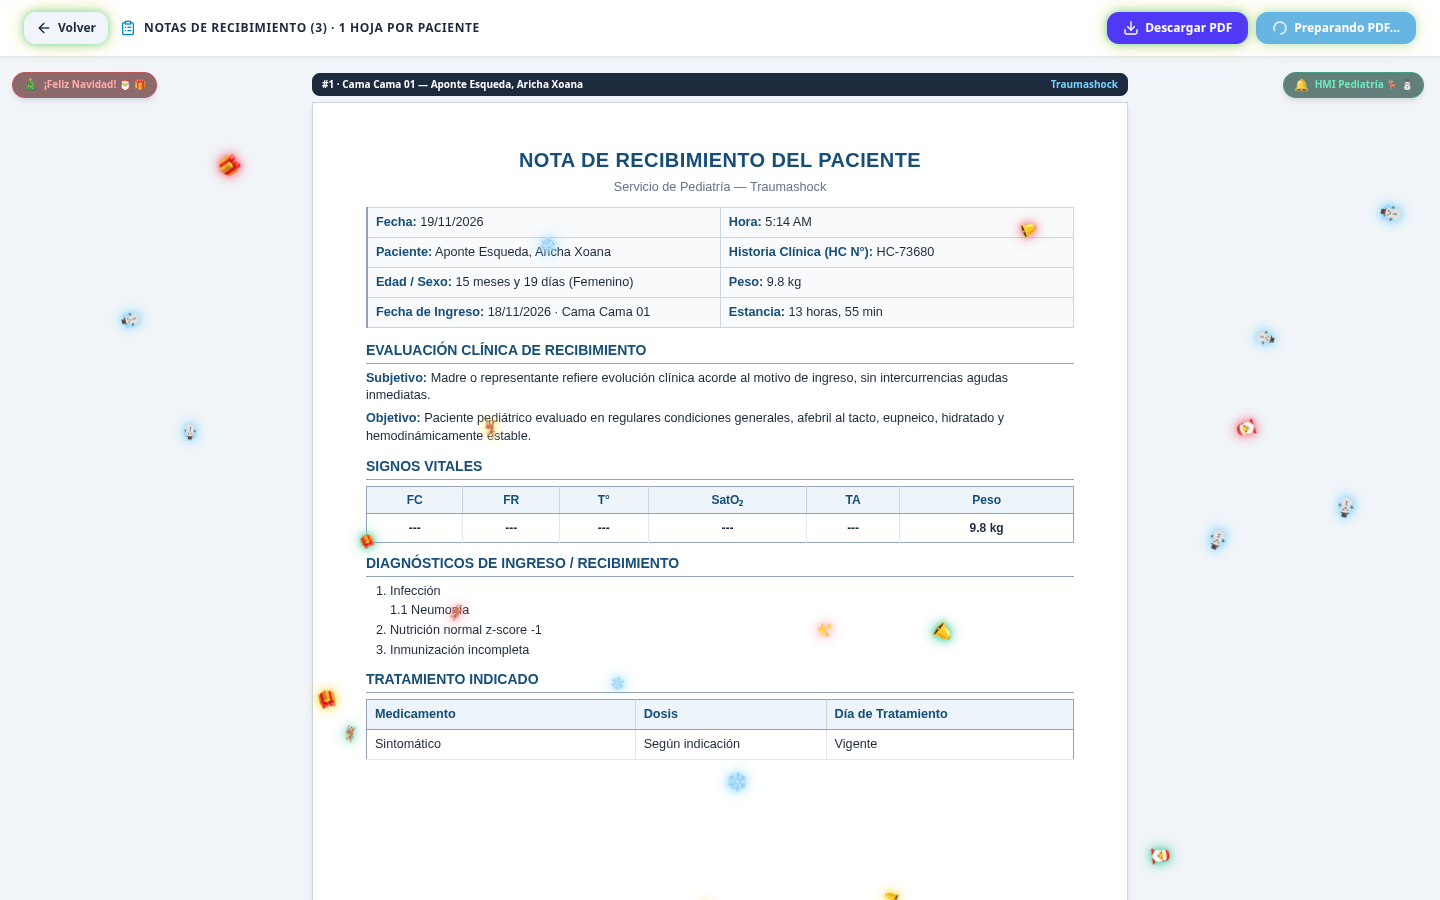 Volver
NOTAS DE RECIBIMIENTO (3) · 1 HOJA POR PACIENTE
Descargar PDF
Preparando PDF...
¡Feliz Navidad!
#1 · Cama Cama 01 — Aponte Esqueda, Aricha Xoana
Traumashock
HMI Pediatría
NOTA DE RECIBIMIENTO DEL PACIENTE
Servicio de Pediatría — Traumashock
Fecha: 19/11/2026
Hora: 5:14 AM
Paciente: Aponte Esqueda, Aricha Xoana
Historia Clínica (HC N°): HC-73680
Edad / Sexo: 15 meses y 19 días (Femenino)
Peso: 9.8 kg
Fecha de Ingreso: 18/11/2026 · Cama Cama 01
Estancia: 13 horas, 55 min
EVALUACIÓN CLÍNICA DE RECIBIMIENTO
Subjetivo: Madre o representante refiere evolución clínica acorde al motivo de ingreso, sin intercurrencias agudas
inmediatas.
Objetivo: Paciente pediátrico evaluado en regulares condiciones generales, afebril al tacto, eupneico, hidratado y
hemodinámicamente estable.
SIGNOS VITALES
FC FR T° SatO₂ TA Peso
--- --- --- --- --- 9.8 kg
DIAGNÓSTICOS DE INGRESO / RECIBIMIENTO
1. Infección
1.1 Neumonía
2. Nutrición normal z-score -1
3. Inmunización incompleta
TRATAMIENTO INDICADO
Medicamento Dosis Día de Tratamiento
Sintomático Según indicación Vigente